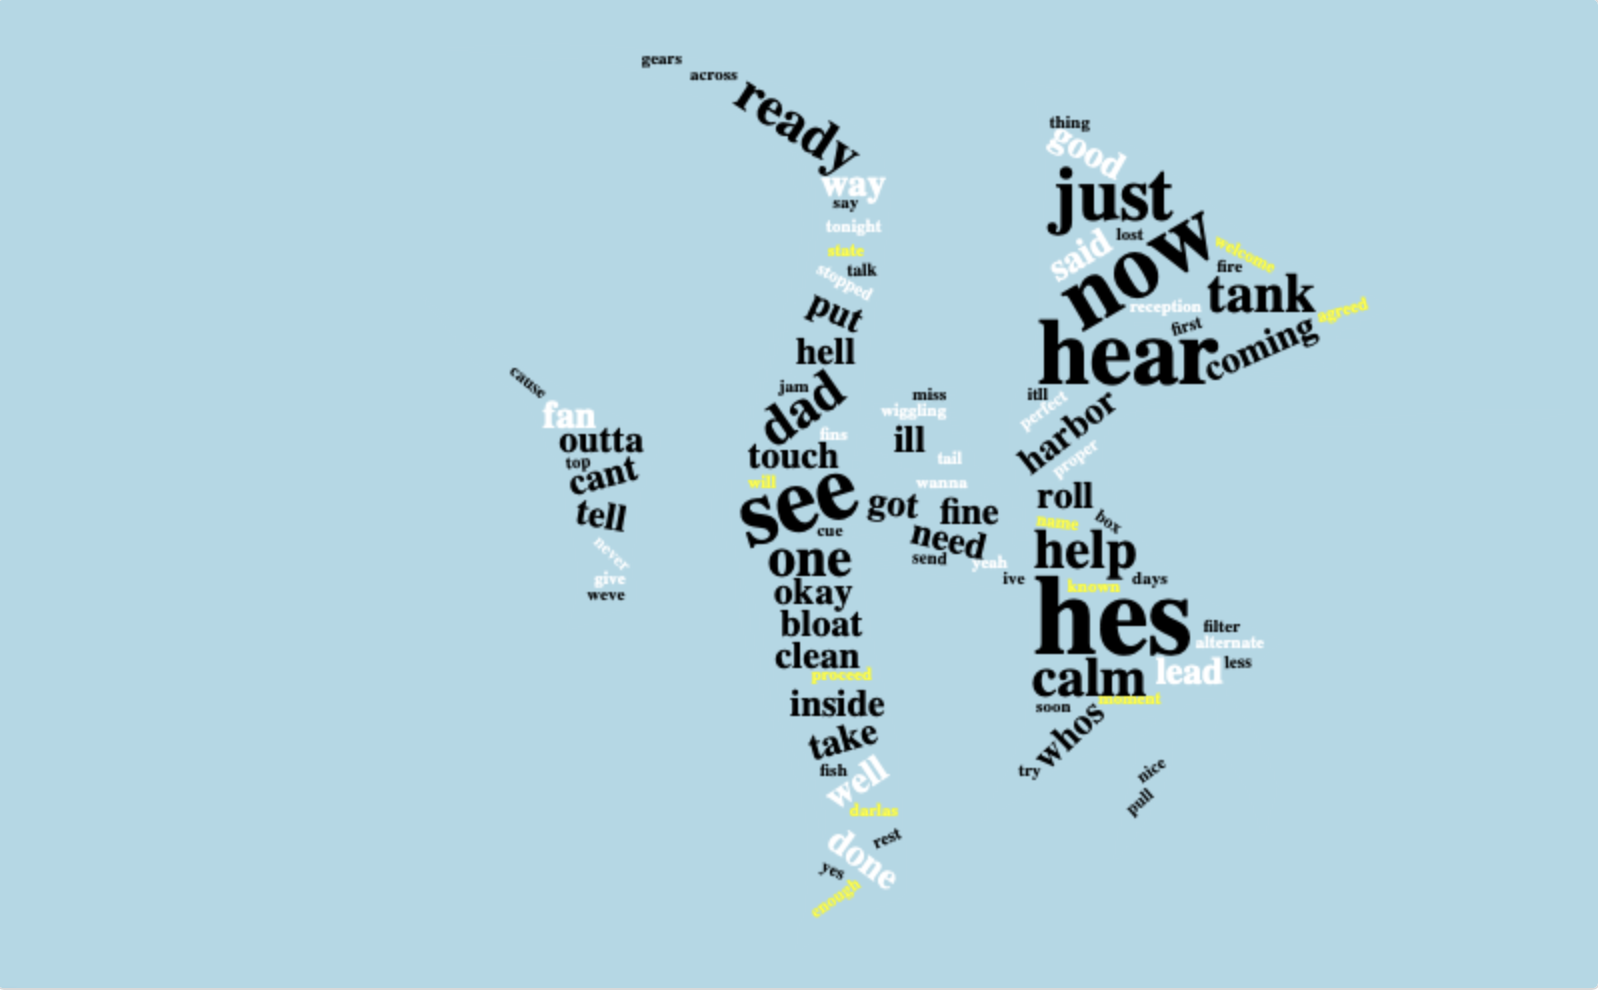 gears
across
ready
way
say
tonight
state
stopped
talk
put
hell
jam
dad
fins
touch
will
see
cue
one
okay
bloat
clean
proceed
inside
take
fish
well
darlas
rest
done
yes
enough
cause
fan
outta
top
cant
tell
never
give
weve
miss
wiggling
ill
tail
wanna
got
fine
need
send
yeah
thing
good
just
lost
said
now
welcome
fire
tank
reception
agreed
first
hear
coming
itll
perfect
harbor
proper
roll
name
box
help
ive
known
days
hes
filter
alternate
calm
lead
less
moment
soon
whos
try
nice
pull